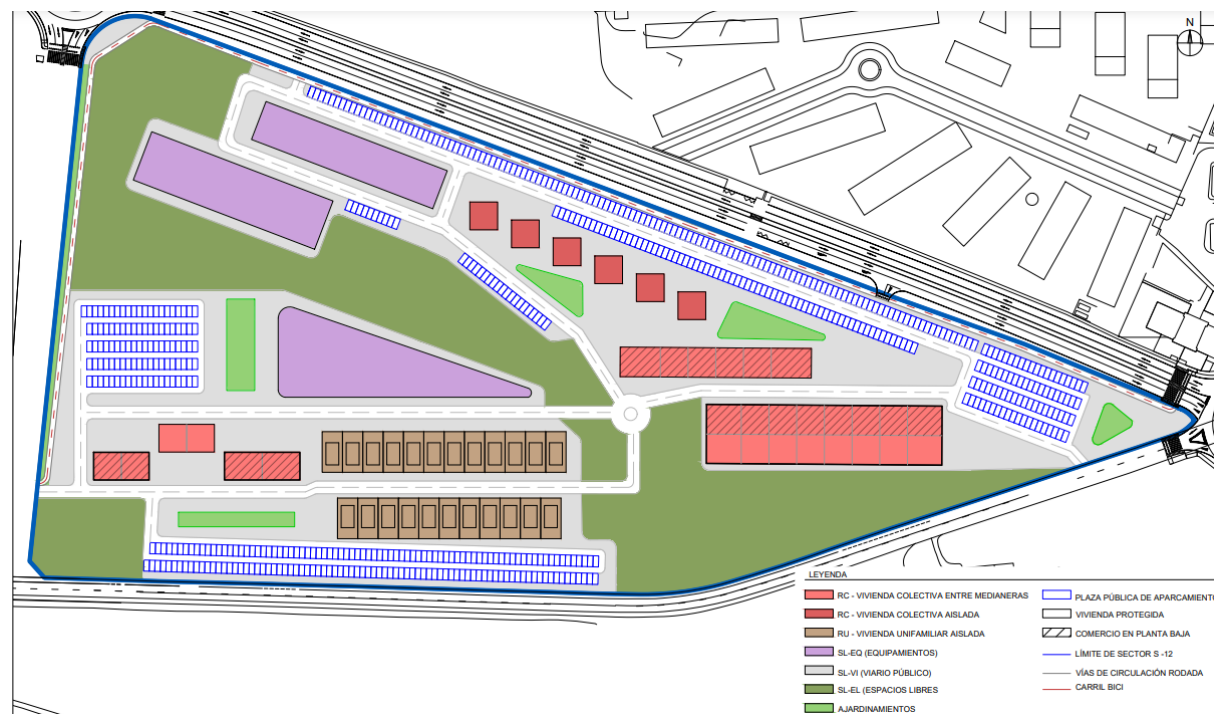 N
LEYENDA
RC - VIVIENDA COLECTIVA ENTRE MEDIANERAS
RC - VIVIENDA COLECTIVA AISLADA
RU - VIVIENDA UNIFAMILIAR AISLADA
SL-EQ (EQUIPAMIENTOS)
SL-VI (VIARIO PÚBLICO)
SL-EL (ESPACIOS LIBRES
AJARDINAMIENTOS
PLAZA PÚBLICA DE APARCAMIENTO
VIVIENDA PROTEGIDA
COMERCIO EN PLANTA BAJA
LÍMITE DE SECTOR S -12
VÍAS DE CIRCULACIÓN RODADA
CARRIL BICI